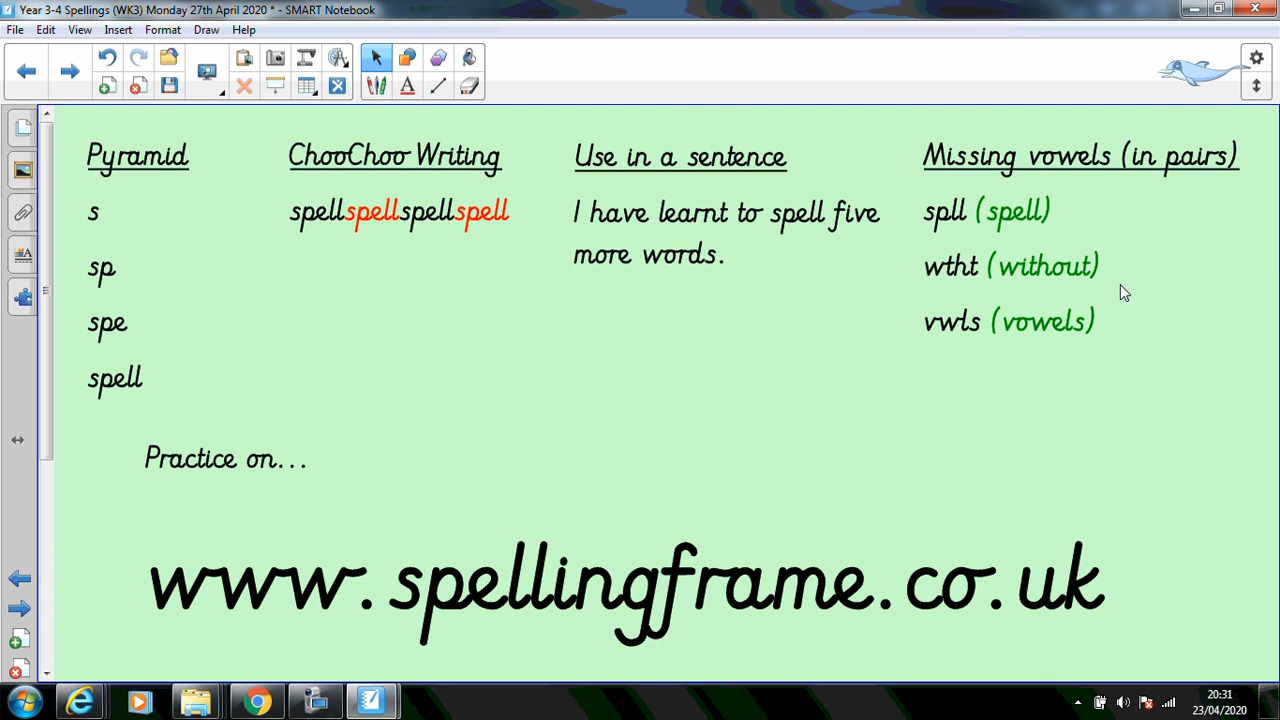 Year 3-4 Spellings (WK3) Monday 27th April 2020 * - SMART Notebook
File Edit View Insert Format Draw Help
Pyramid
s
sp
spe
spell
ChooChoo Writing
spellspellspellspell
Use in a sentence
I have learnt to spell five
more words.
Missing vowels (in pairs)
spll (spell)
wtht (without)
vwls (vowels)
Practice on...
www.spellingframe.co.uk
20:31
23/04/2020